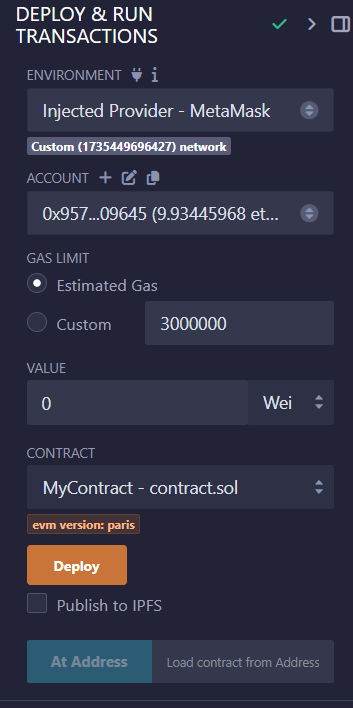 DEPLOY & RUN
TRANSACTIONS
ENVIRONMENT
Injected Provider - MetaMask
Custom (1735449696427) network
ACCOUNT
0x957...09645 (9.93445968 et...
GAS LIMIT
Estimated Gas
Custom 3000000
VALUE
0 Wei
CONTRACT
MyContract - contract.sol
evm version: paris
Deploy
Publish to IPFS
At Address Load contract from Address